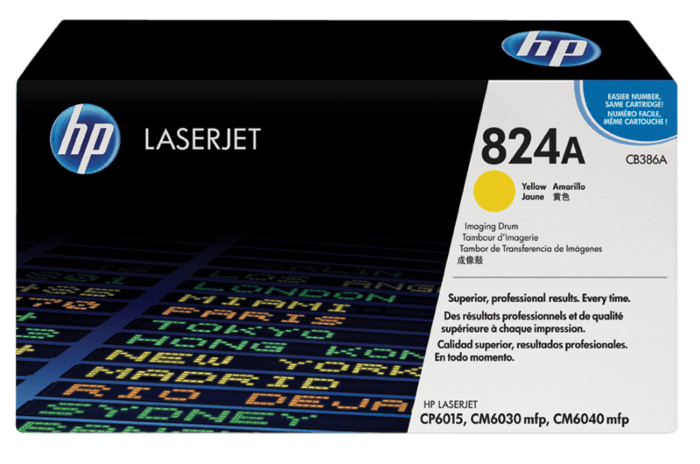 hp
hp
LASERJET
EASIER NUMBER,
SAME CARTRIDGE!
NUMÉRO FACILE,
MÊME CARTOUCHE !
824A
CB386A
Yellow Amarillo
Jaune 黄色
Imaging Drum
Tambour d'Imagerie
Tambor de Transferencia de Imágenes
成像鼓
Superior, professional results. Every time.
Des résultats professionnels et de qualité
supérieure à chaque impression.
Calidad superior, resultados profesionales.
En todo momento.
HP LASERJET
CP6015, CM6030 mfp, CM6040 mfp
LONDON
MIAMI
PARIS
TOKYO
HONG KONG
NEW YORK
MADRID
RIO DEJA
SYDNEY